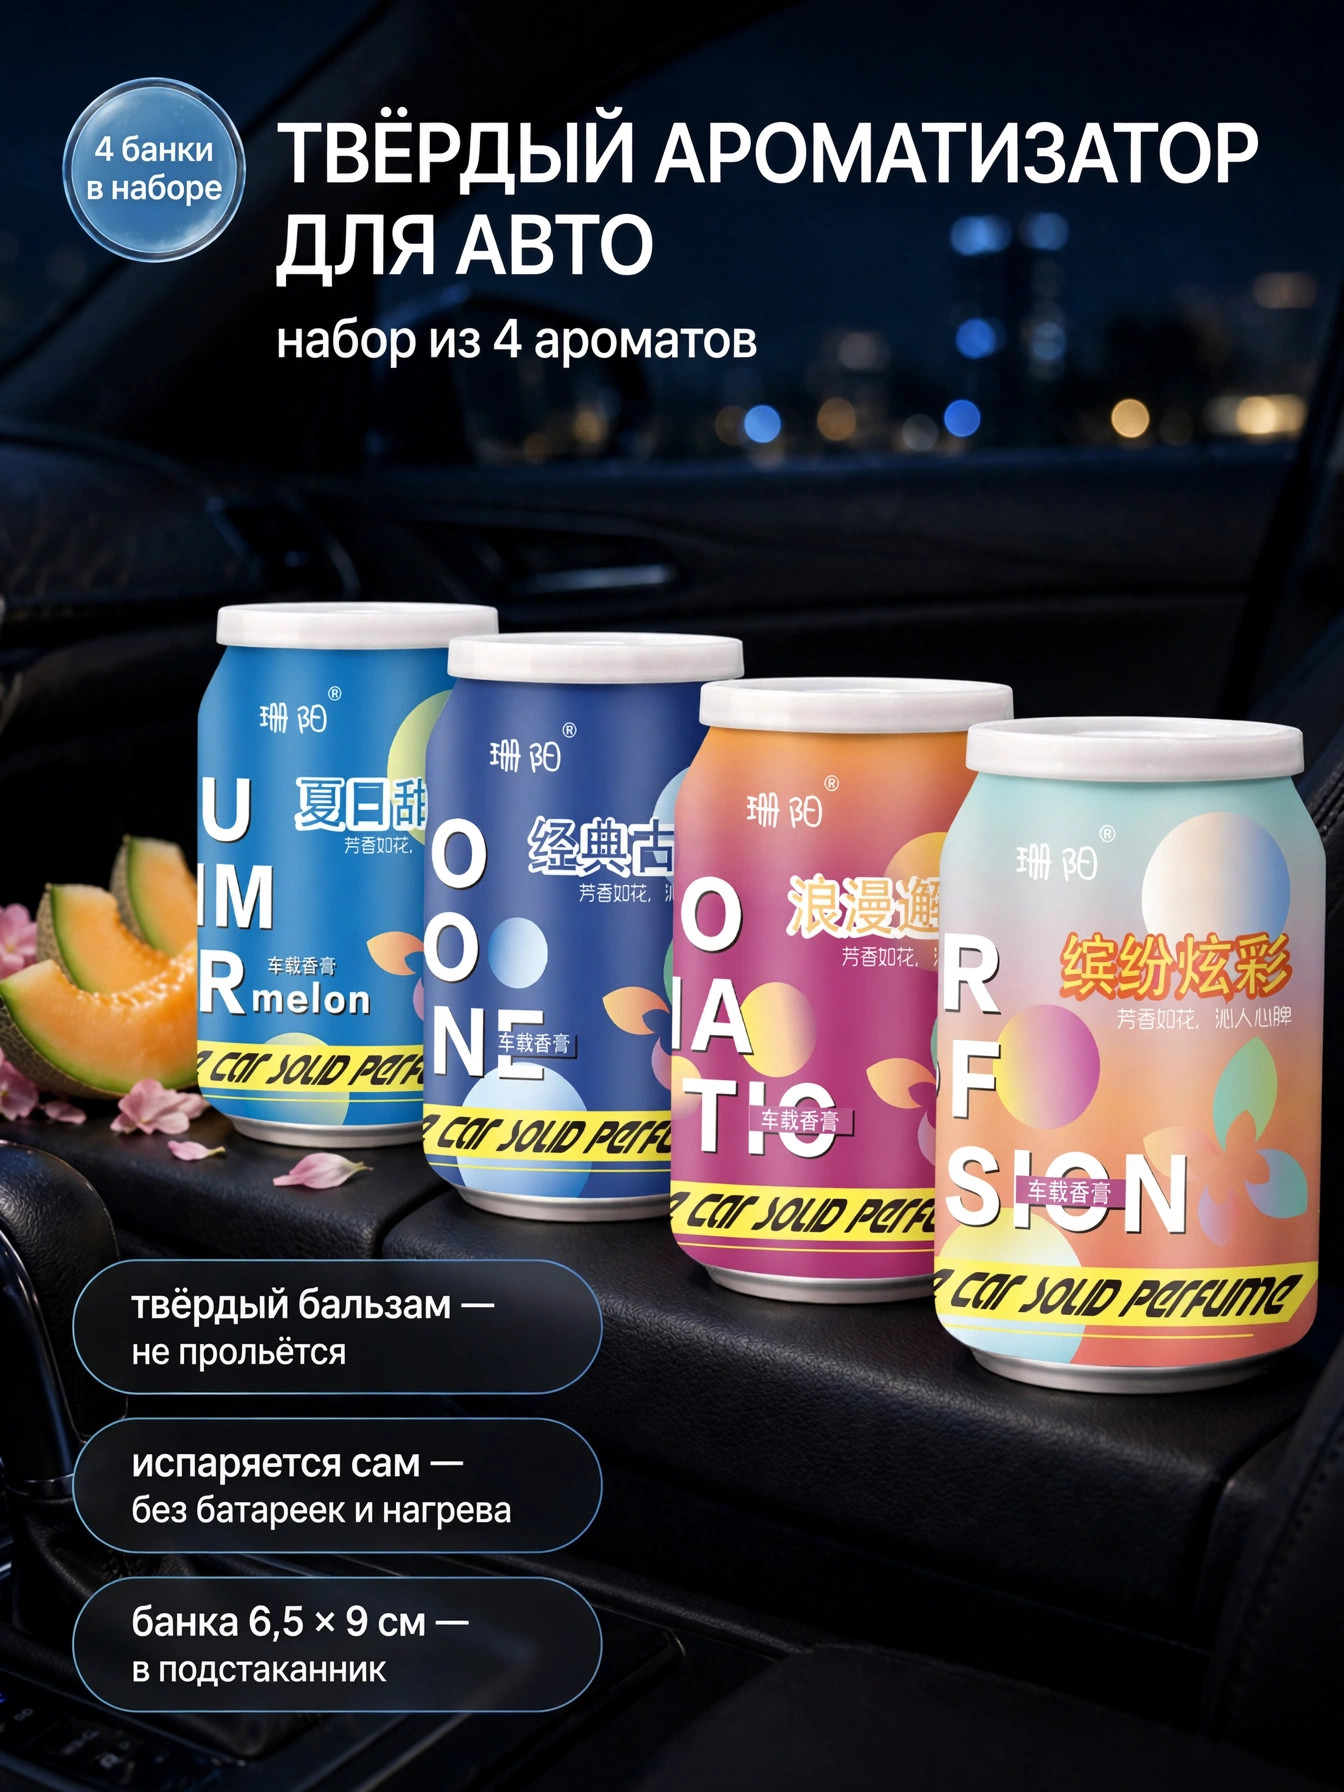 4 банки
в наборе
ТВЁРДЫЙ АРОМАТИЗАТОР
ДЛЯ АВТО
набор из 4 ароматов
珊阳®
夏日甜
芳香如花,
U
MM
R melon
车载香膏
CAR SOLID PERF
珊阳®
经典古
芳香如花,
O
O
NE
车载香膏
CAR SOLID PERFU
珊阳®
浪漫邂
芳香如花,
O
MA
TIC
车载香膏
CAR SOLID PERFU
珊阳®
缤纷炫彩
芳香如花, 沁人心脾
R
F
SION
车载香膏
CAR SOLID PERFUME
твёрдый бальзам —
не прольётся
испаряется сам —
без батареек и нагрева
банка 6,5 × 9 см —
в подстаканник